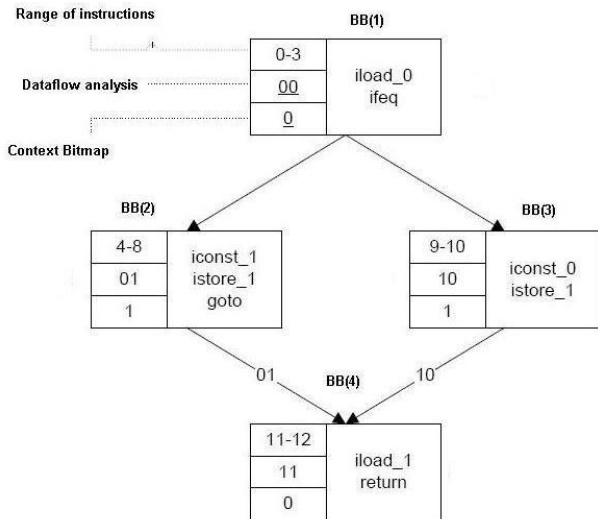 Range of instructions
BB(1)
0-3
iload_0
ifeq
Dataflow analysis
00
0
Context Bitmap
BB(2)
BB(3)
4-8
iconst_1
istore_1
goto
01
1
9-10
iconst_0
istore_1
10
1
01
BB(4)
10
11-12
iload_1
return
11
0